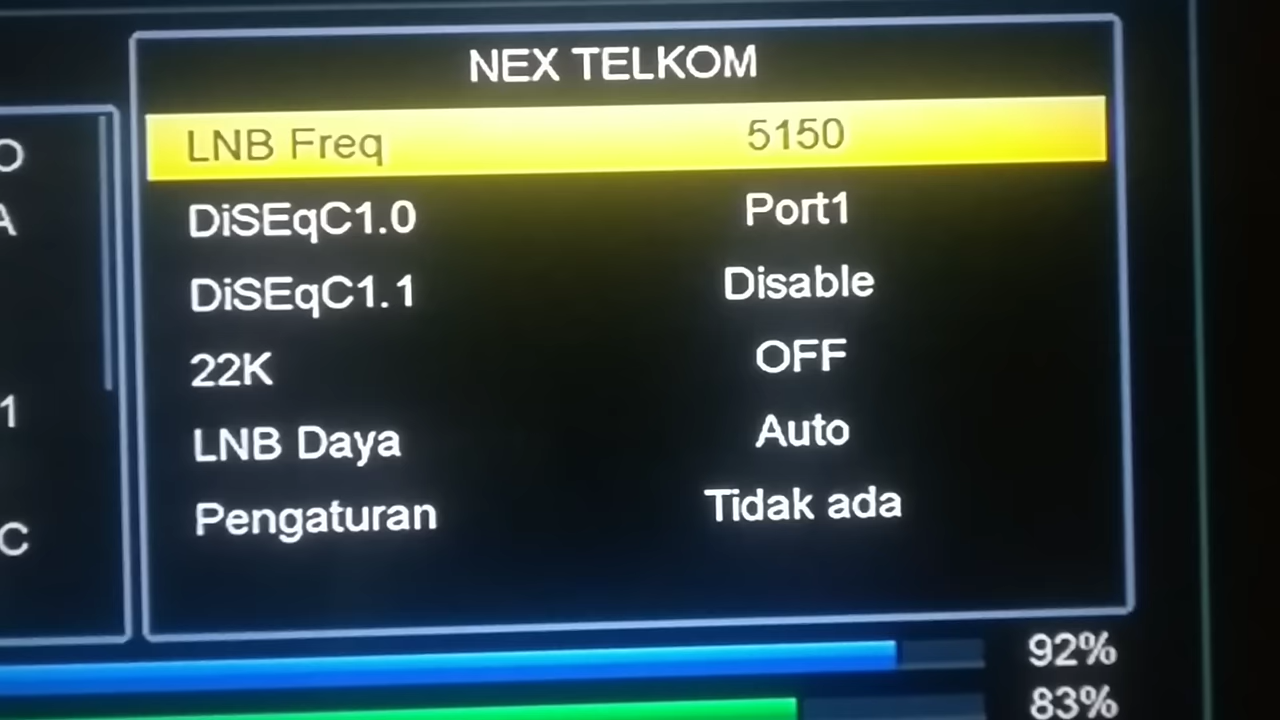 NEX TELKOM
LNB Freq 5150
DiSEqC1.0 Port1
DiSEqC1.1 Disable
22K OFF
LNB Daya Auto
Pengaturan Tidak ada
O
A
1
C
92%
83%